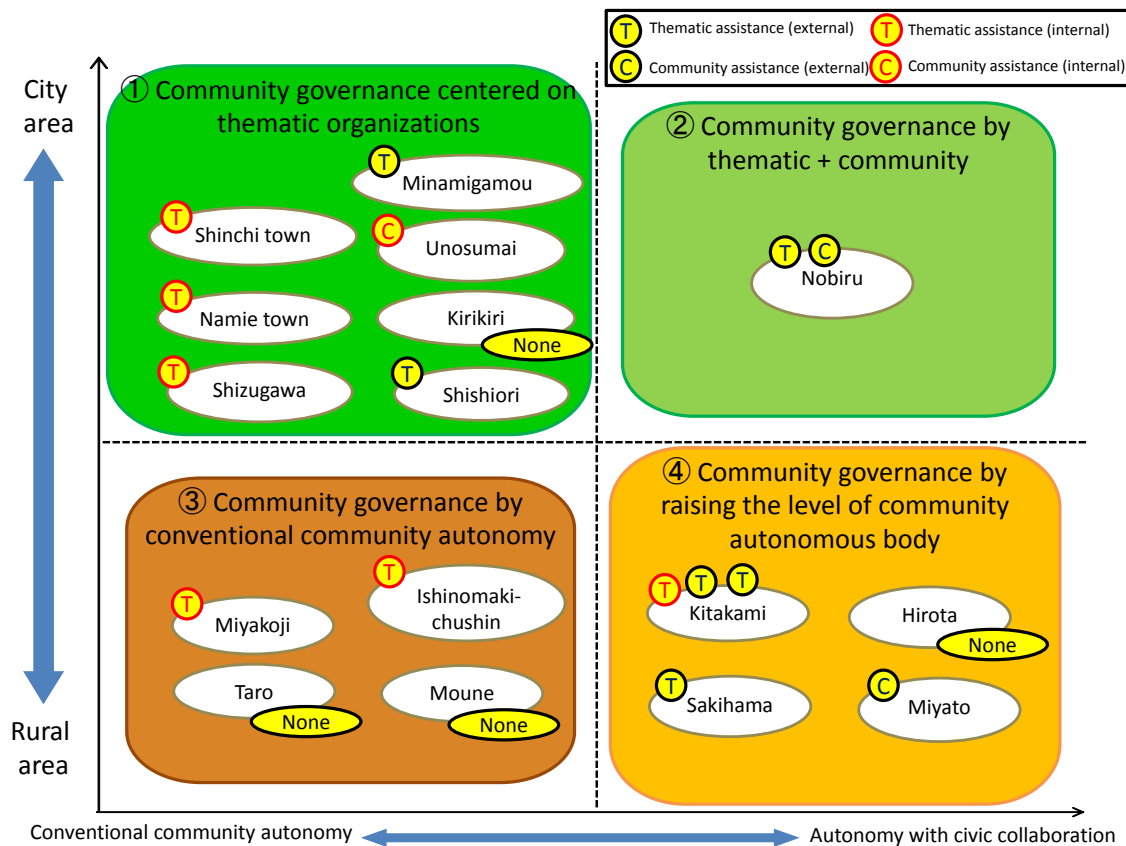 T Thematic assistance (external)
T Thematic assistance (internal)
C Community assistance (external)
C Community assistance (internal)
City
area
Rural
area
① Community governance centered on
thematic organizations
T
Minamigamou
T
Shinchi town
C
Unosumai
T
Namie town
Kirikiri
None
T
Shizugawa
T
Shishiori
② Community governance by
thematic + community
T C
Nobiru
③ Community governance by
conventional community autonomy
T
Miyakoji
T
Ishinomaki-
chushin
Taro
None
Moune
None
④ Community governance by
raising the level of community
autonomous body
T T T
Kitakami
Hirota
None
T
Sakihama
C
Miyato
Conventional community autonomy
Autonomy with civic collaboration